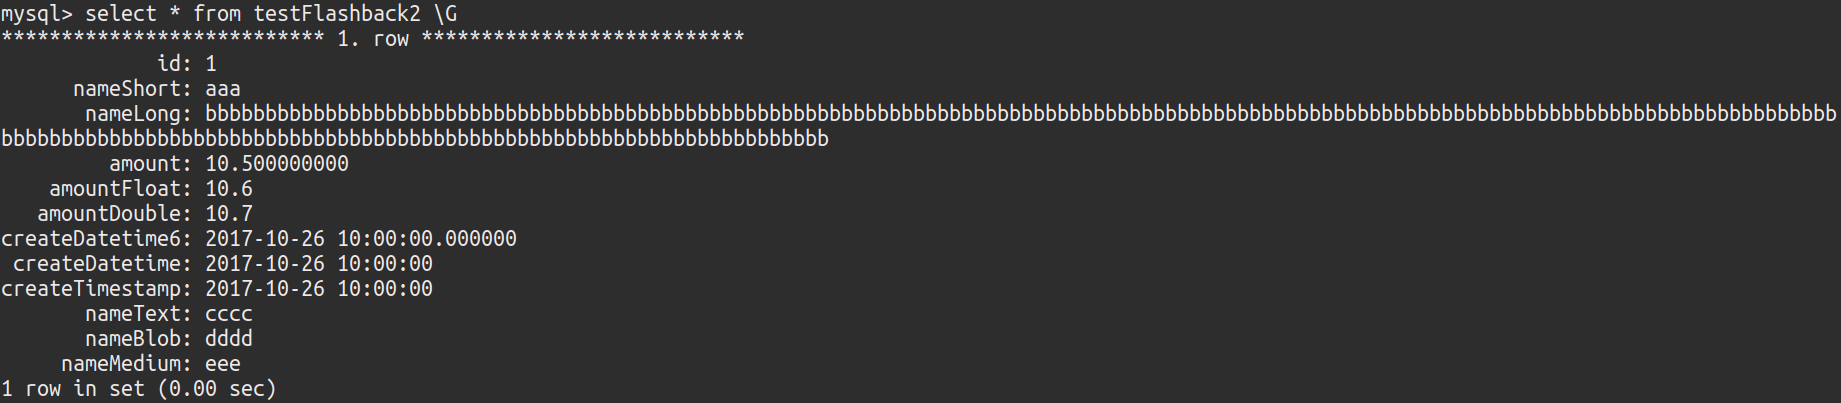 mysql> select * from testFlashback2 \G
*************************** 1. row ***************************
id: 1
nameShort: aaa
nameLong: bbbbbbbbbbbbbbbbbbbbbbbbbbbbbbbbbbbbbbbbbbbbbbbbbbbbbbbbbbbbbbbbbbbbbbbbbbbbbbbbbbbbbbbbbbbbbbbbbbbbbbbbbbbbbbbbbbbbbbbbbbbbbbbbbbbbbbbb
bbbbbbbbbbbbbbbbbbbbbbbbbbbbbbbbbbbbbbbbbbbbbbbbbbbbbbbbbbbbbbbbbbbbb
amount: 10.500000000
amountFloat: 10.6
amountDouble: 10.7
createDatetime6: 2017-10-26 10:00:00.000000
createDatetime: 2017-10-26 10:00:00
createTimestamp: 2017-10-26 10:00:00
nameText: cccc
nameBlob: dddd
nameMedium: eee
1 row in set (0.00 sec)